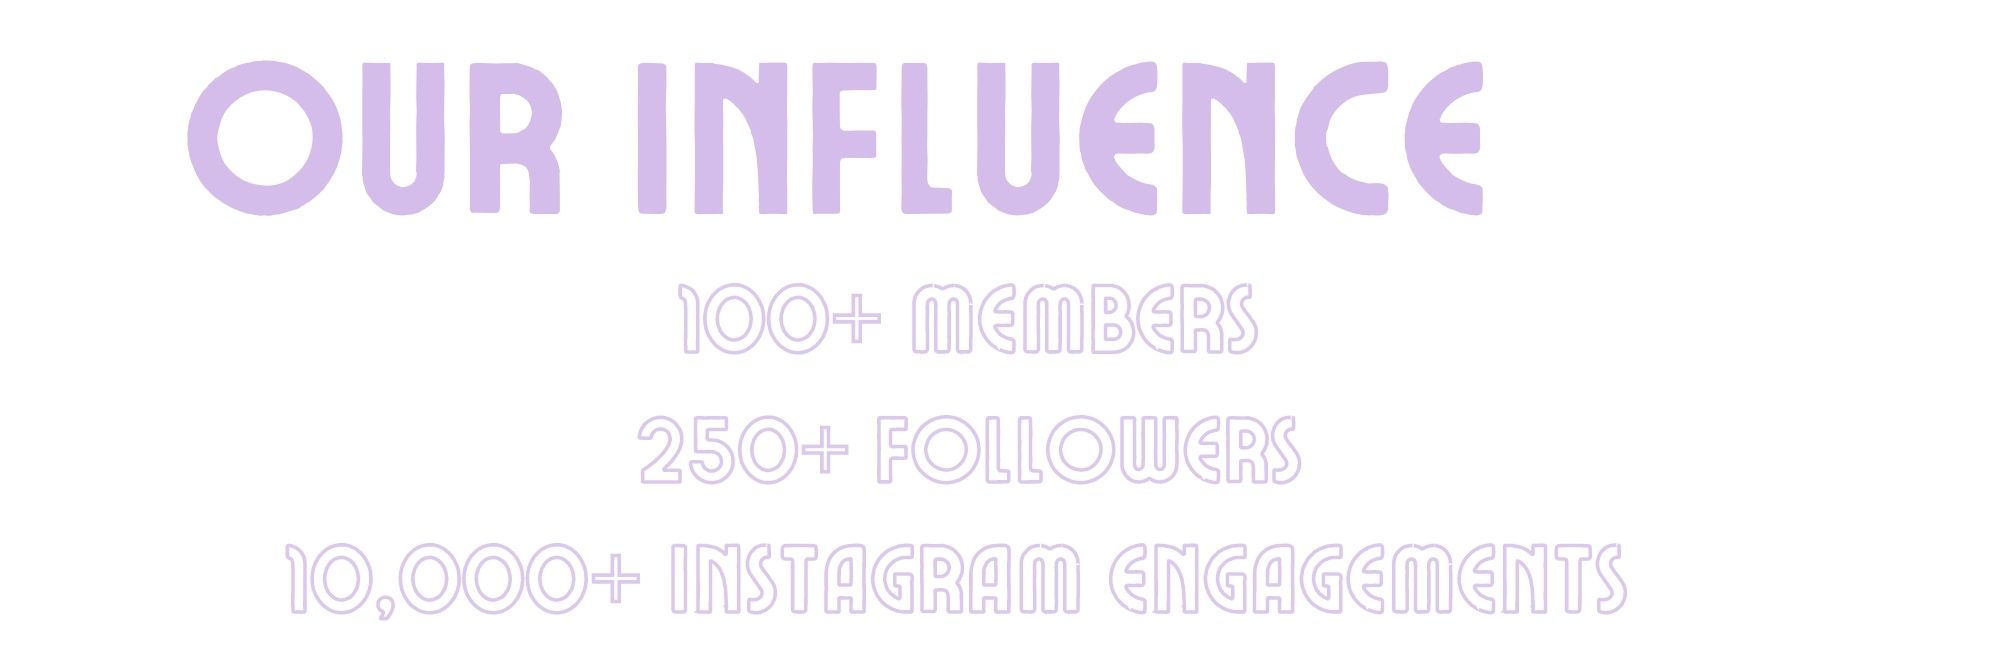 OUR INFLUENCE
100+ MEMBERS
250+ FOLLOWERS
10,000+ INSTAGRAM ENGAGEMENTS